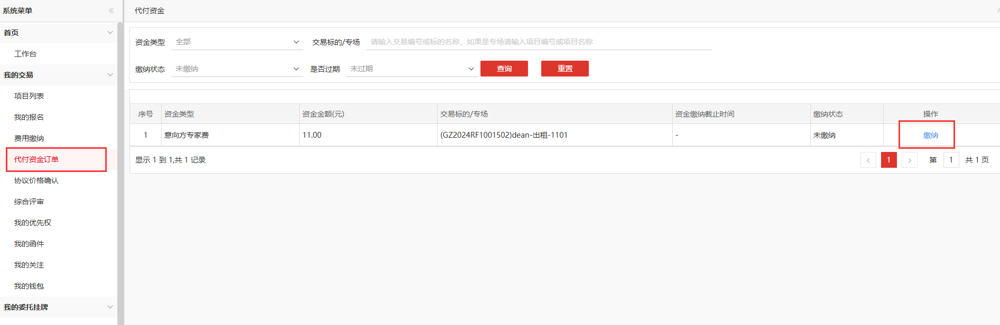 系统菜单
首页
工作台
我的交易
项目列表
我的报名
费用缴纳
代付资金订单
协议价格确认
综合评审
我的优先权
我的函件
我的关注
我的钱包
我的委托挂牌
代付资金
资金类型 全部 交易标的/专场 请输入交易编号或标的名称，如果是专场请输入项目编号或项目名称
缴纳状态 未缴纳 是否过期 未过期 查询 重置
序号 资金类型 资金金额(元) 交易标的/专场 资金缴纳截止时间 缴纳状态 操作
1 意向方专家费 11.00 (GZ2024RF1001502)dean-出租-1101 - 未缴纳 缴纳
显示 1 到 1,共 1 记录 1 第 1 共 1 页